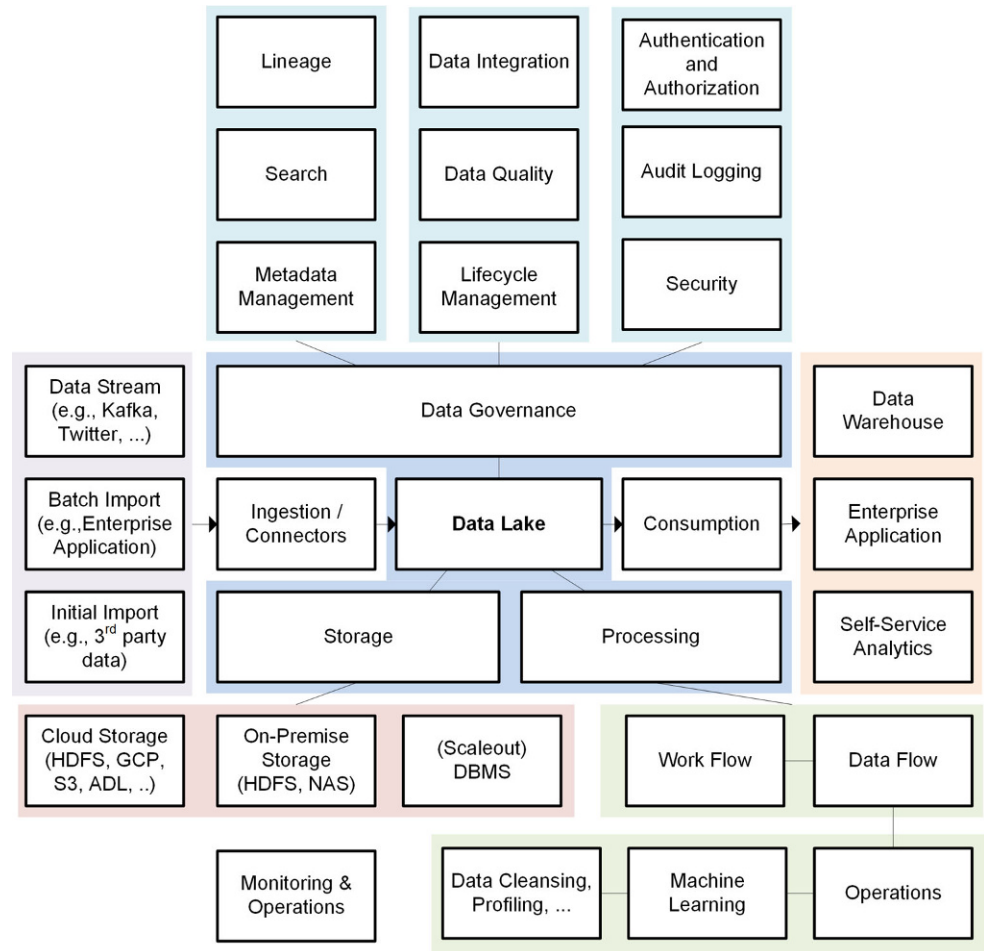 Lineage
Data Integration
Authentication
and
Authorization
Search
Data Quality
Audit Logging
Metadata
Management
Lifecycle
Management
Security
Data Stream
(e.g., Kafka,
Twitter, ...)
Data Governance
Data
Warehouse
Batch Import
(e.g.,Enterprise
Application)
Ingestion /
Connectors
Data Lake
Consumption
Enterprise
Application
Initial Import
(e.g., 3rd party
data)
Storage
Processing
Self-Service
Analytics
Cloud Storage
(HDFS, GCP,
S3, ADL, ..)
On-Premise
Storage
(HDFS, NAS)
(Scaleout)
DBMS
Work Flow
Data Flow
Monitoring &
Operations
Data Cleansing,
Profiling, ...
Machine
Learning
Operations